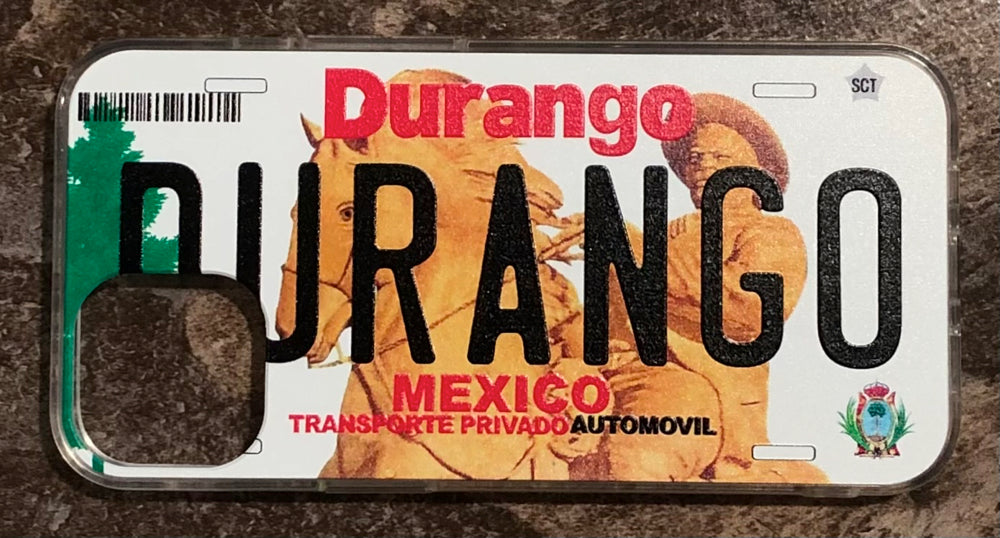 SCT
Durango
DURANGO
MEXICO
TRANSPORTE PRIVADO AUTOMOVIL